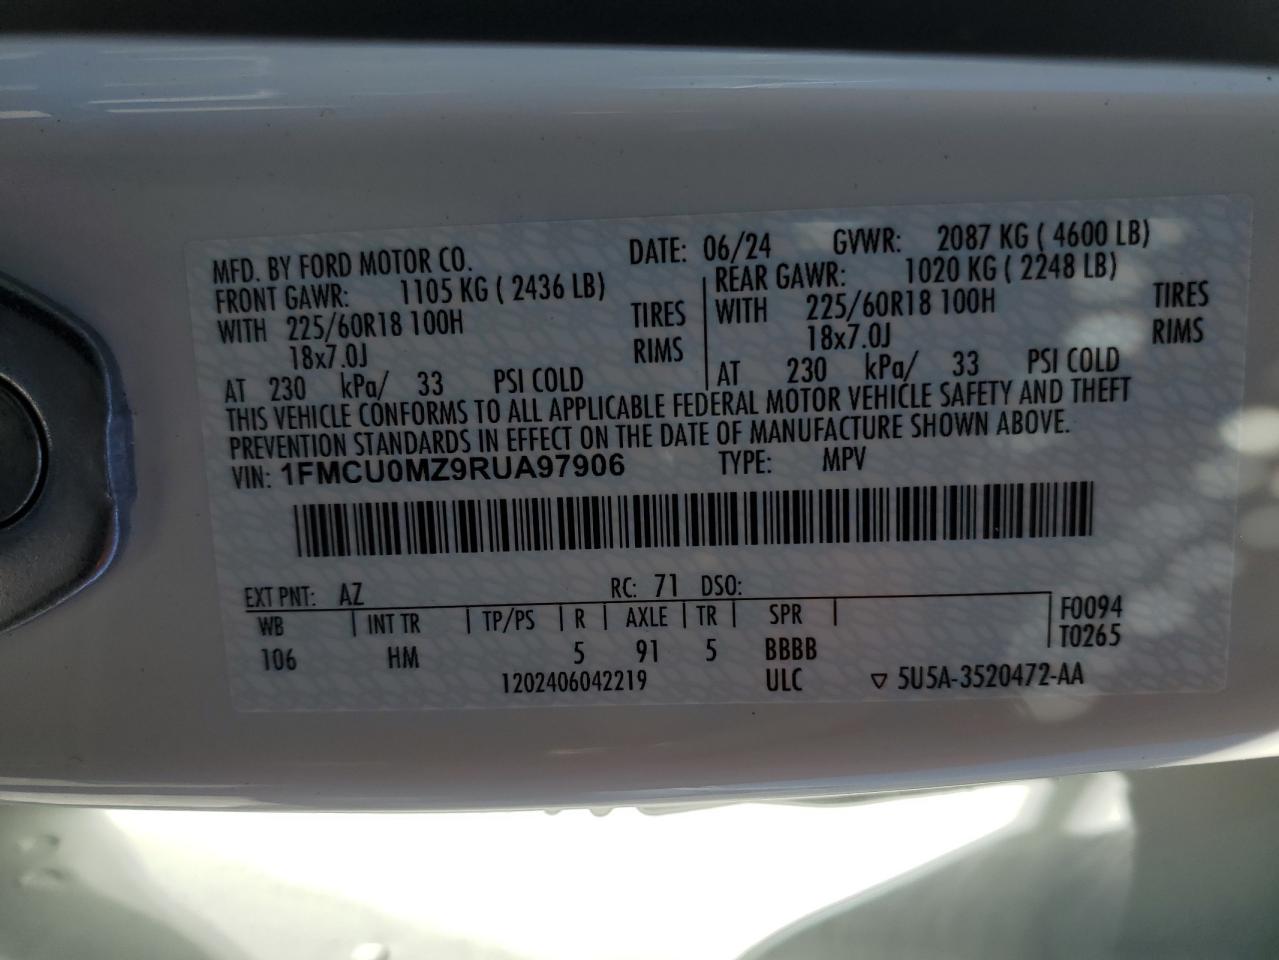 MFD. BY FORD MOTOR CO. DATE: 06/24 GVWR: 2087 KG ( 4600 LB)
FRONT GAWR: 1105 KG ( 2436 LB) REAR GAWR: 1020 KG ( 2248 LB)
WITH 225/60R18 100H TIRES WITH 225/60R18 100H TIRES
18x7.0J RIMS 18x7.0J RIMS
AT 230 kPa/ 33 PSI COLD AT 230 kPa/ 33 PSI COLD
THIS VEHICLE CONFORMS TO ALL APPLICABLE FEDERAL MOTOR VEHICLE SAFETY AND THEFT
PREVENTION STANDARDS IN EFFECT ON THE DATE OF MANUFACTURE SHOWN ABOVE.
VIN: 1FMCU0MZ9RUA97906 TYPE: MPV
EXT PNT: AZ RC: 71 DSO:
WB INT TR TP/PS R AXLE TR SPR F0094
106 HM 5 91 5 BBBB T0265
1202406042219 ULC ▽ 5U5A-3520472-AA